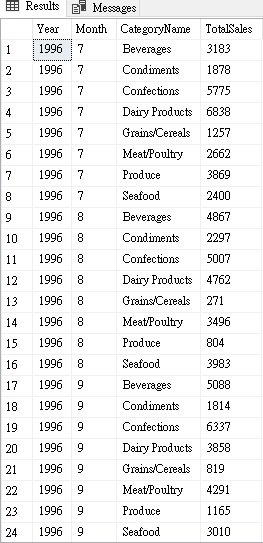 Results Messages
Year Month CategoryName TotalSales
1 1996 7 Beverages 3183
2 1996 7 Condiments 1878
3 1996 7 Confections 5775
4 1996 7 Dairy Products 6838
5 1996 7 Grains/Cereals 1257
6 1996 7 Meat/Poultry 2662
7 1996 7 Produce 3869
8 1996 7 Seafood 2400
9 1996 8 Beverages 4867
10 1996 8 Condiments 2297
11 1996 8 Confections 5007
12 1996 8 Dairy Products 4762
13 1996 8 Grains/Cereals 271
14 1996 8 Meat/Poultry 3496
15 1996 8 Produce 804
16 1996 8 Seafood 3983
17 1996 9 Beverages 5088
18 1996 9 Condiments 1814
19 1996 9 Confections 6337
20 1996 9 Dairy Products 3858
21 1996 9 Grains/Cereals 819
22 1996 9 Meat/Poultry 4291
23 1996 9 Produce 1165
24 1996 9 Seafood 3010